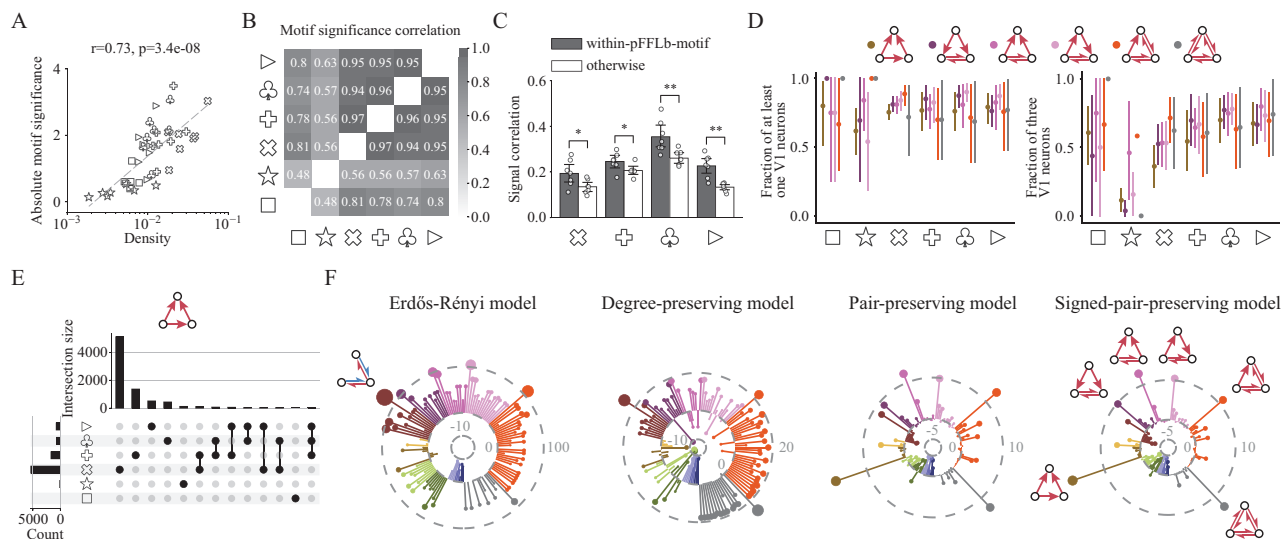 A
r=0.73, p=3.4e-08
Absolute motif significance
4
2
0
10−3
10−2
10−1
Density
B
Motif significance correlation
0.8 0.63 0.95 0.95 0.95
0.74 0.57 0.94 0.96 0.95
0.78 0.56 0.97 0.96 0.95
0.81 0.56 0.97 0.94 0.95
0.48 0.56 0.56 0.57 0.63
0.48 0.81 0.78 0.74 0.8
1.0
0.8
0.6
0.4
0.2
0.0
C
within-pFFLb-motif
otherwise
Signal correlation
0.6
0.4
0.2
0.0
*
*
**
**
D
Fraction of at least
one V1 neurons
1.0
0.5
0.0
Fraction of three
V1 neurons
1.0
0.5
0.0
E
Intersection size
4000
2000
0
5000 0
Count
F
Erdős-Rényi model
-10
0
100
Degree-preserving model
-10
0
20
Pair-preserving model
-5
0
10
Signed-pair-preserving model
-5
0
10